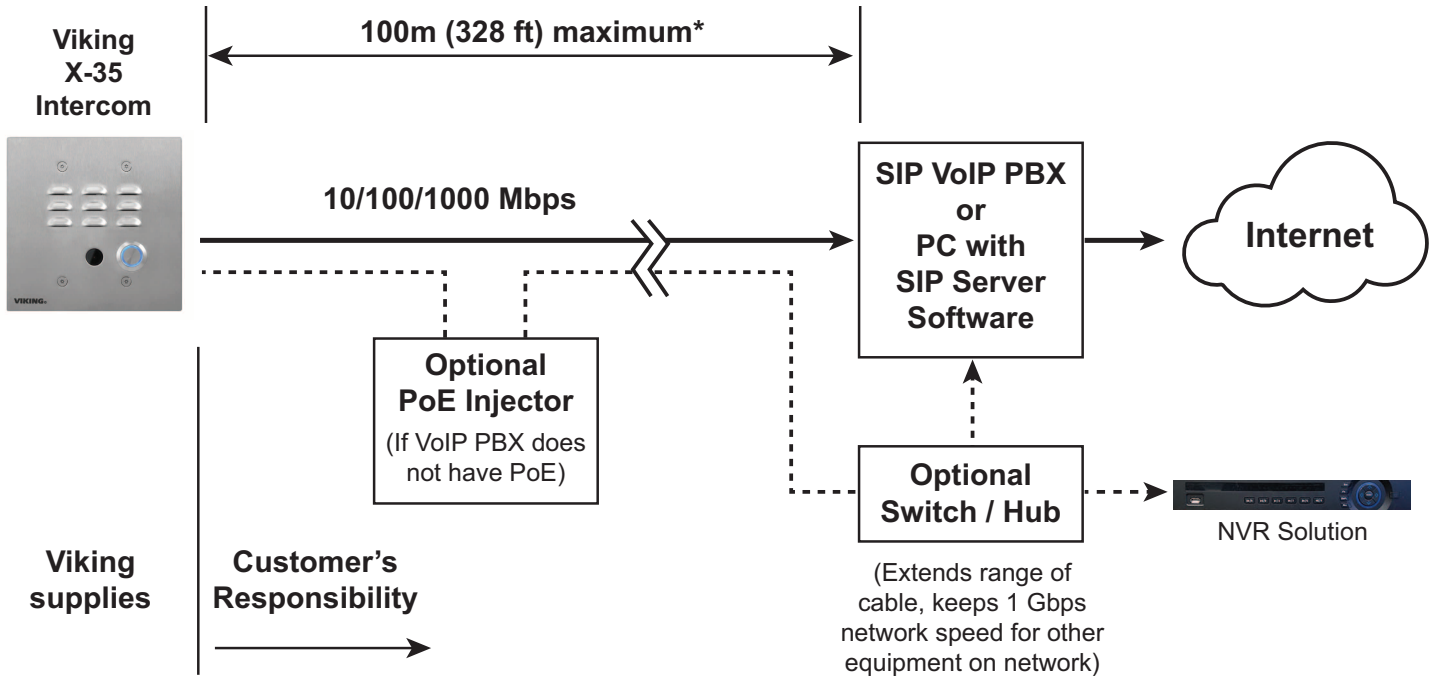 Viking
X-35
Intercom
100m (328 ft) maximum*
VIKING®
10/100/1000 Mbps
SIP VoIP PBX
or
PC with
SIP Server
Software
Internet
Optional
PoE Injector
(If VoIP PBX does
not have PoE)
Optional
Switch / Hub
(Extends range of
cable, keeps 1 Gbps
network speed for other
equipment on network)
NVR Solution
Viking
supplies
Customer’s
Responsibility